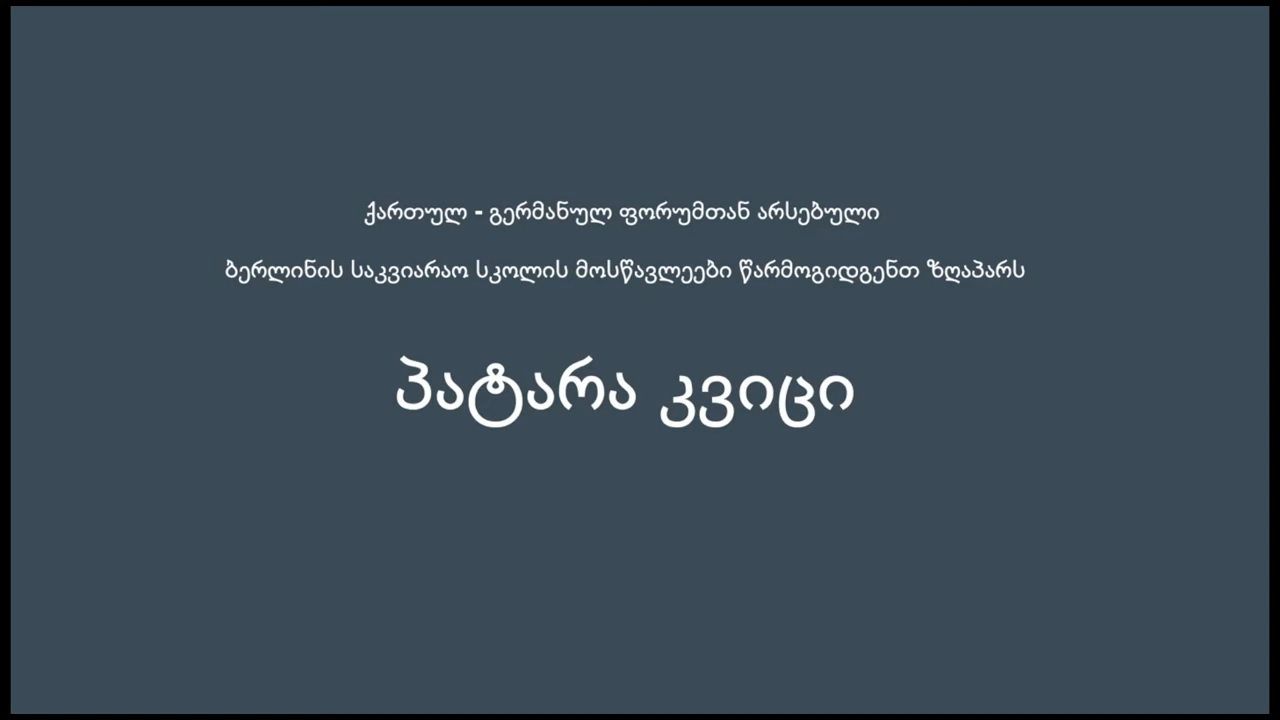 ქართულ - გერმანულ ფორუმთან არსებული
ბერლინის საკვიარაო სკოლის მოსწავლეები წარმოგიდგენთ ზღაპარს
პატარა კვიცი